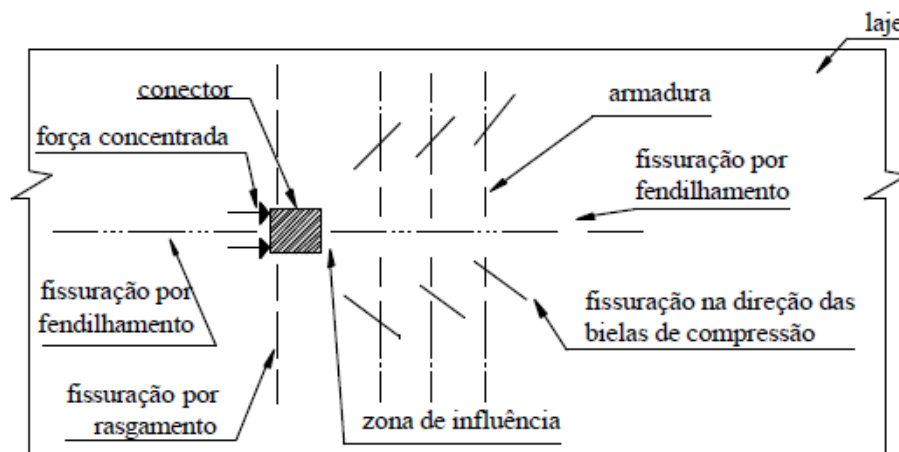 laje
conector
armadura
força concentrada
fissuração por
fendilhamento
fissuração por
fendilhamento
fissuração na direção das
bielas de compressão
fissuração por
rasgamento
zona de influência